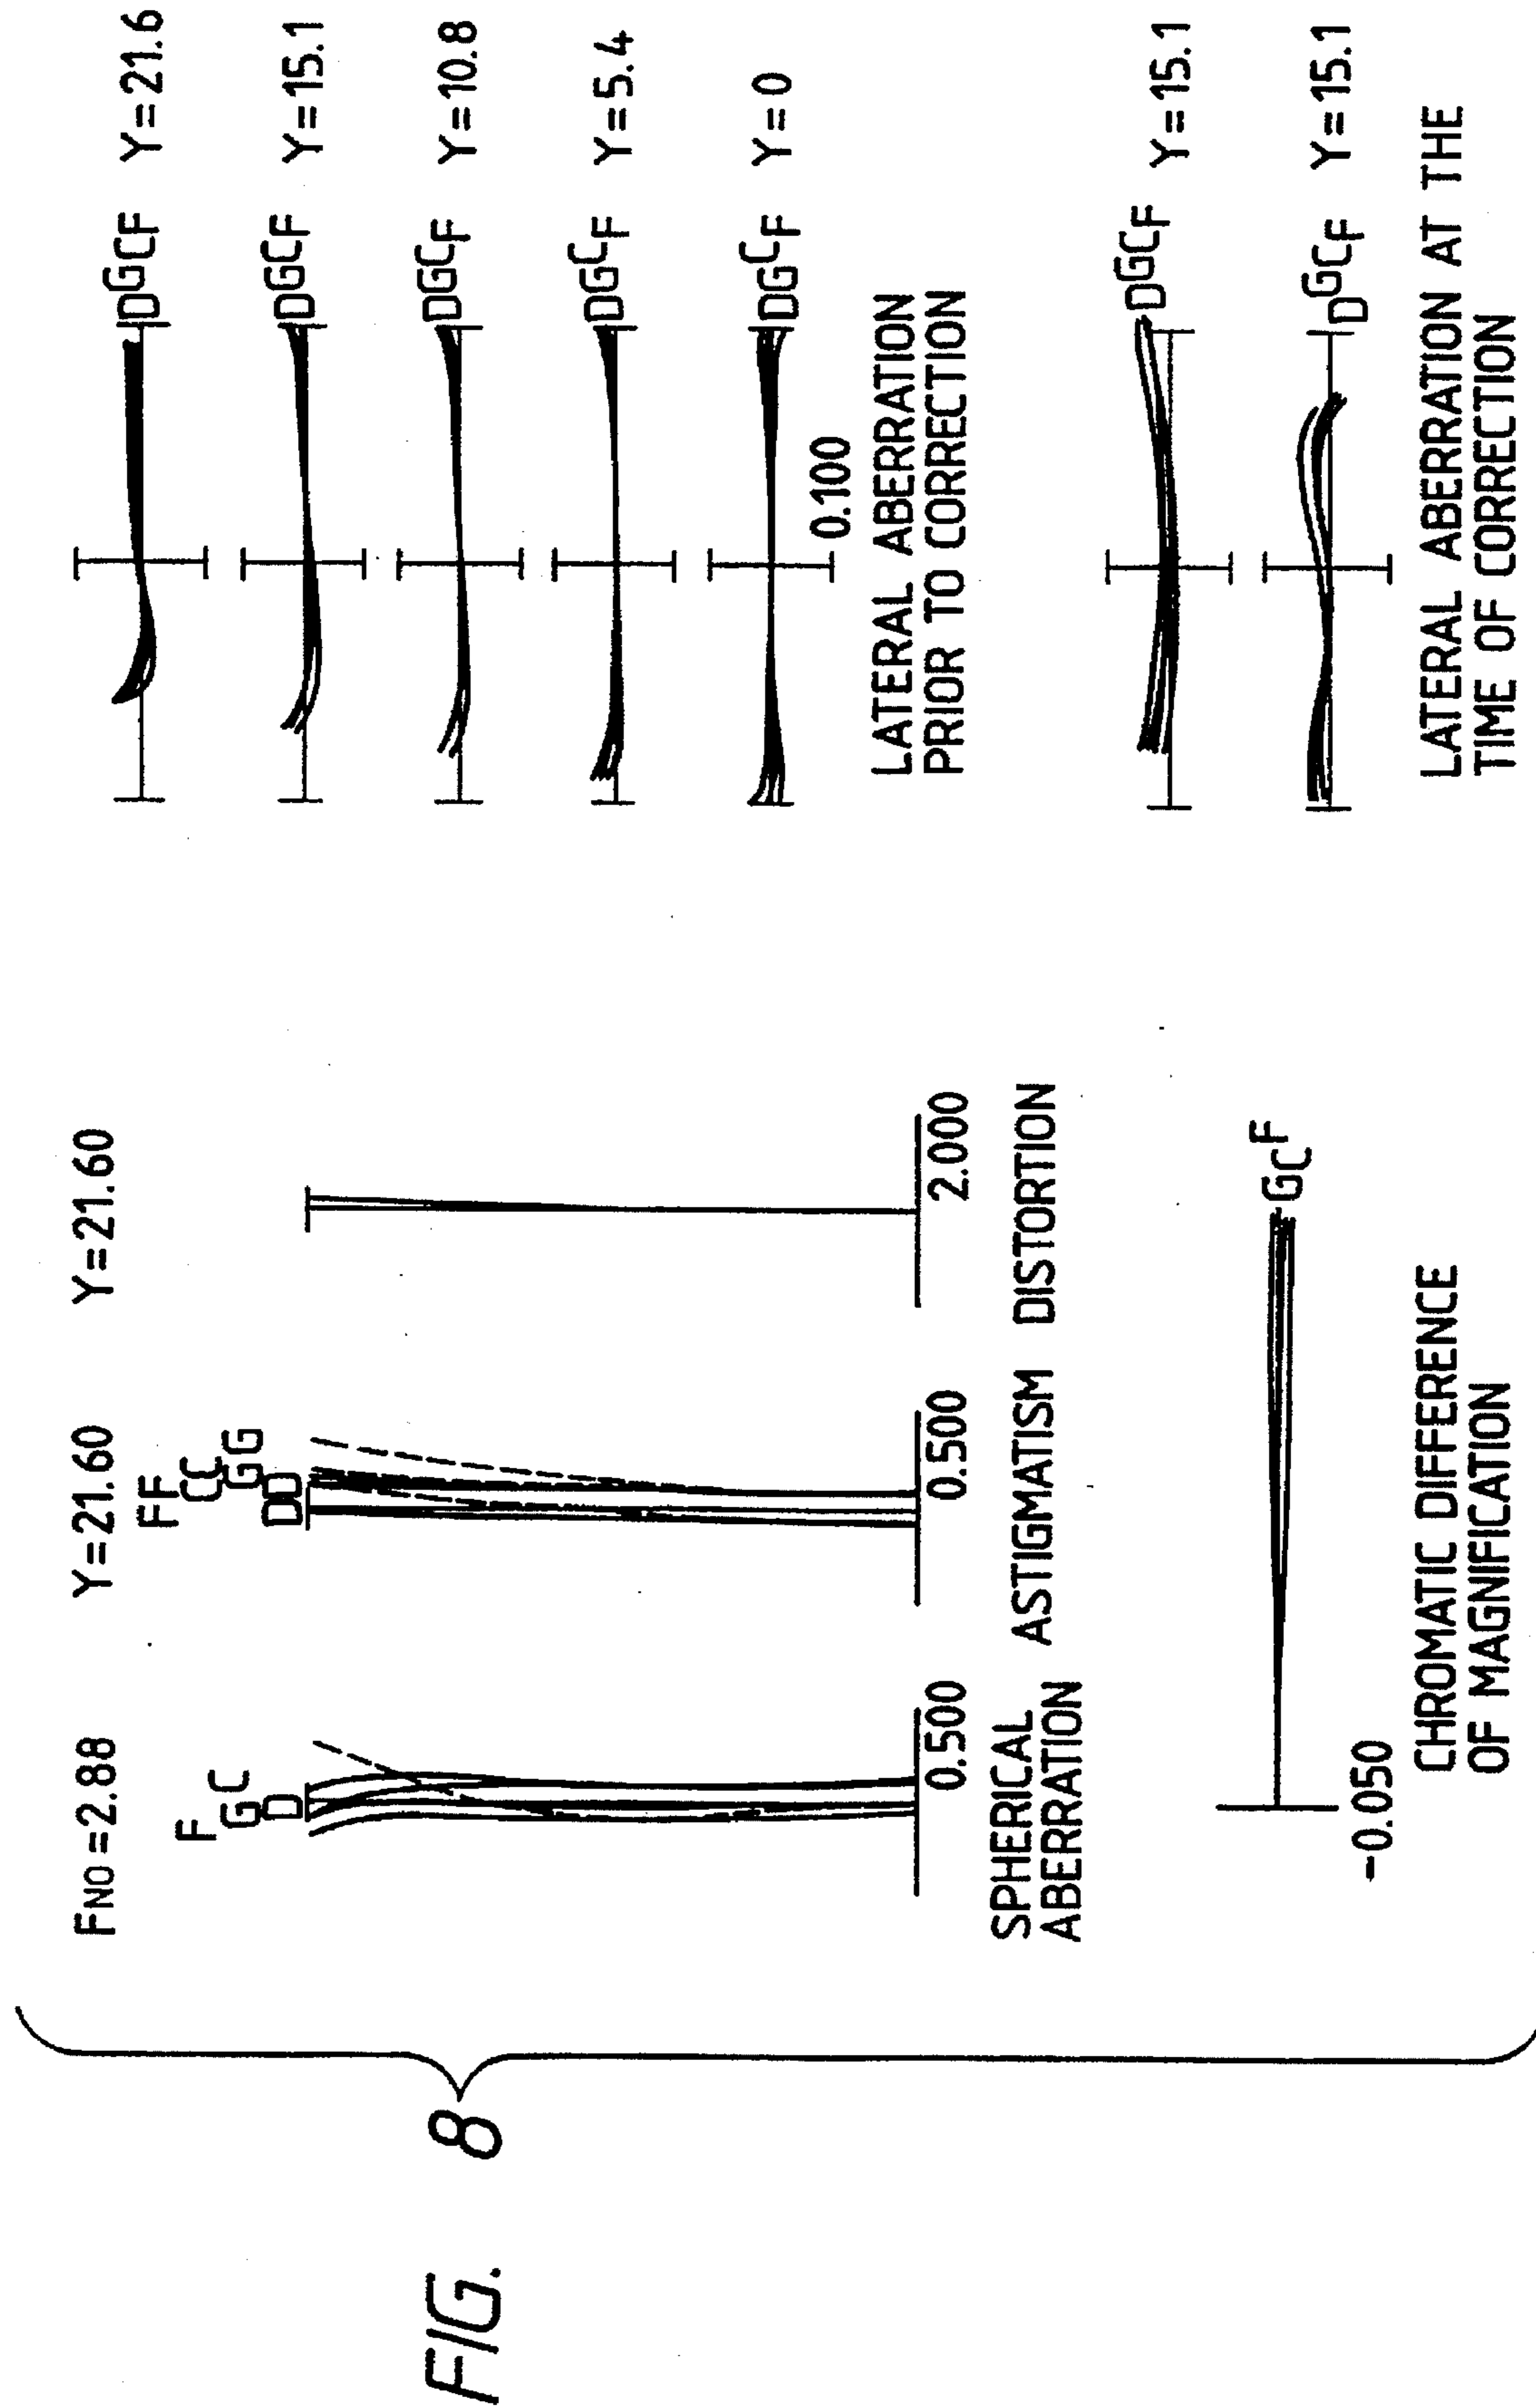 FIG. 8
FNO=2.88
F
G C
D
0.500
SPHERICAL
ABERRATION
Y=21.60
FF
CC
GG
DD
0.500
ASTIGMATISM
Y=21.60
2.000
DISTORTION
-0.050
GCF
CHROMATIC DIFFERENCE
OF MAGNIFICATION
DGCF Y=21.6
DGCF Y=15.1
DGCF Y=10.8
DGCF Y=5.4
DGCF Y=0
0.100
LATERAL ABERRATION
PRIOR TO CORRECTION
DGCF Y=15.1
DGCF Y=15.1
LATERAL ABERRATION AT THE
TIME OF CORRECTION